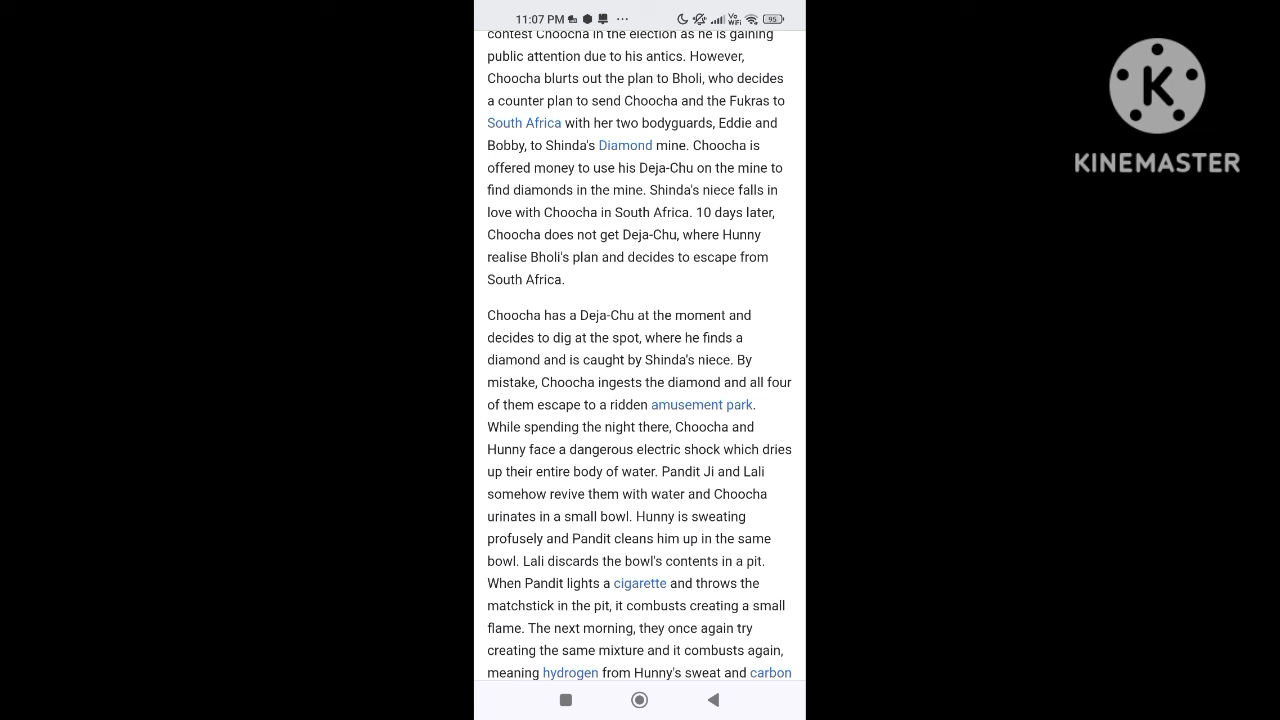 11:07 PM
Vo
WiFi
95
contest Choocha in the election as he is gaining
public attention due to his antics. However,
Choocha blurts out the plan to Bholi, who decides
a counter plan to send Choocha and the Fukras to
South Africa with her two bodyguards, Eddie and
Bobby, to Shinda's Diamond mine. Choocha is
offered money to use his Deja-Chu on the mine to
find diamonds in the mine. Shinda's niece falls in
love with Choocha in South Africa. 10 days later,
Choocha does not get Deja-Chu, where Hunny
realise Bholi's plan and decides to escape from
South Africa.
Choocha has a Deja-Chu at the moment and
decides to dig at the spot, where he finds a
diamond and is caught by Shinda's niece. By
mistake, Choocha ingests the diamond and all four
of them escape to a ridden amusement park.
While spending the night there, Choocha and
Hunny face a dangerous electric shock which dries
up their entire body of water. Pandit Ji and Lali
somehow revive them with water and Choocha
urinates in a small bowl. Hunny is sweating
profusely and Pandit cleans him up in the same
bowl. Lali discards the bowl's contents in a pit.
When Pandit lights a cigarette and throws the
matchstick in the pit, it combusts creating a small
flame. The next morning, they once again try
creating the same mixture and it combusts again,
meaning hydrogen from Hunny's sweat and carbon
K
KINEMASTER